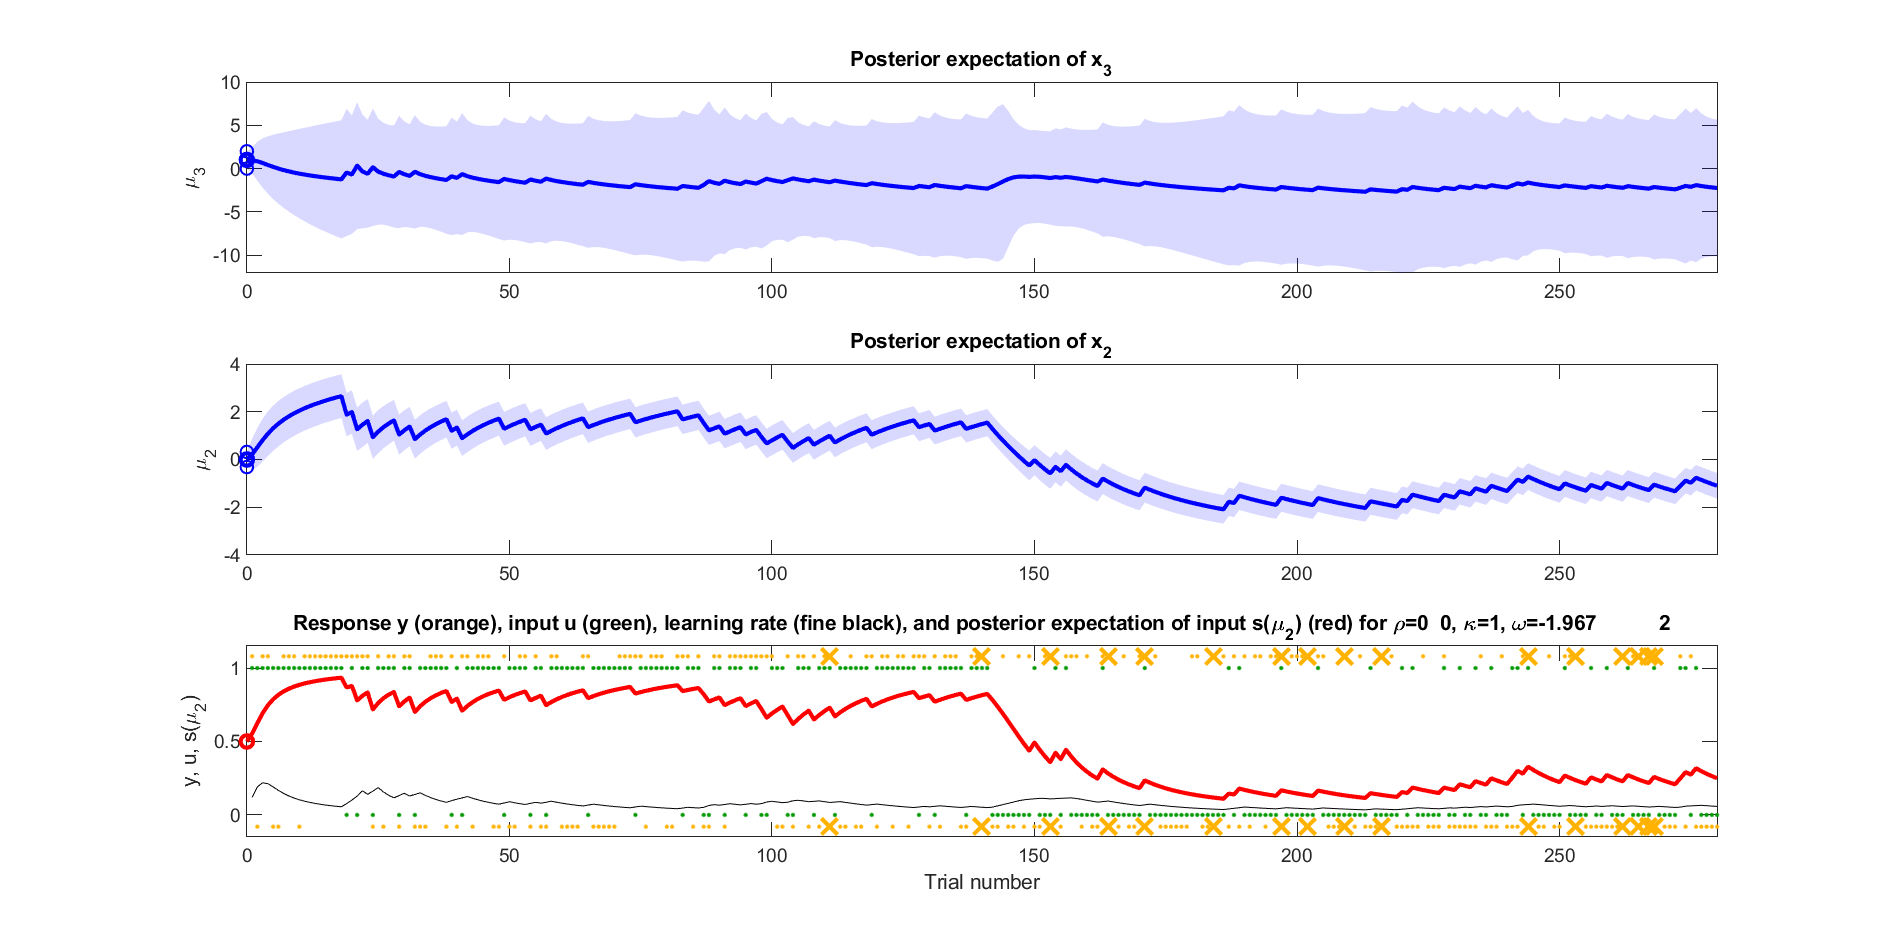 Posterior expectation of x₃
10
5
0
-5
-10
μ₃
0 50 100 150 200 250
Posterior expectation of x₂
4
2
0
-2
-4
μ₂
0 50 100 150 200 250
Response y (orange), input u (green), learning rate (fine black), and posterior expectation of input s(μ₂) (red) for ρ=0 0, κ=1, ω=-1.967 2
1
0.5
0
y, u, s(μ₂)
0 50 100 150 200 250
Trial number